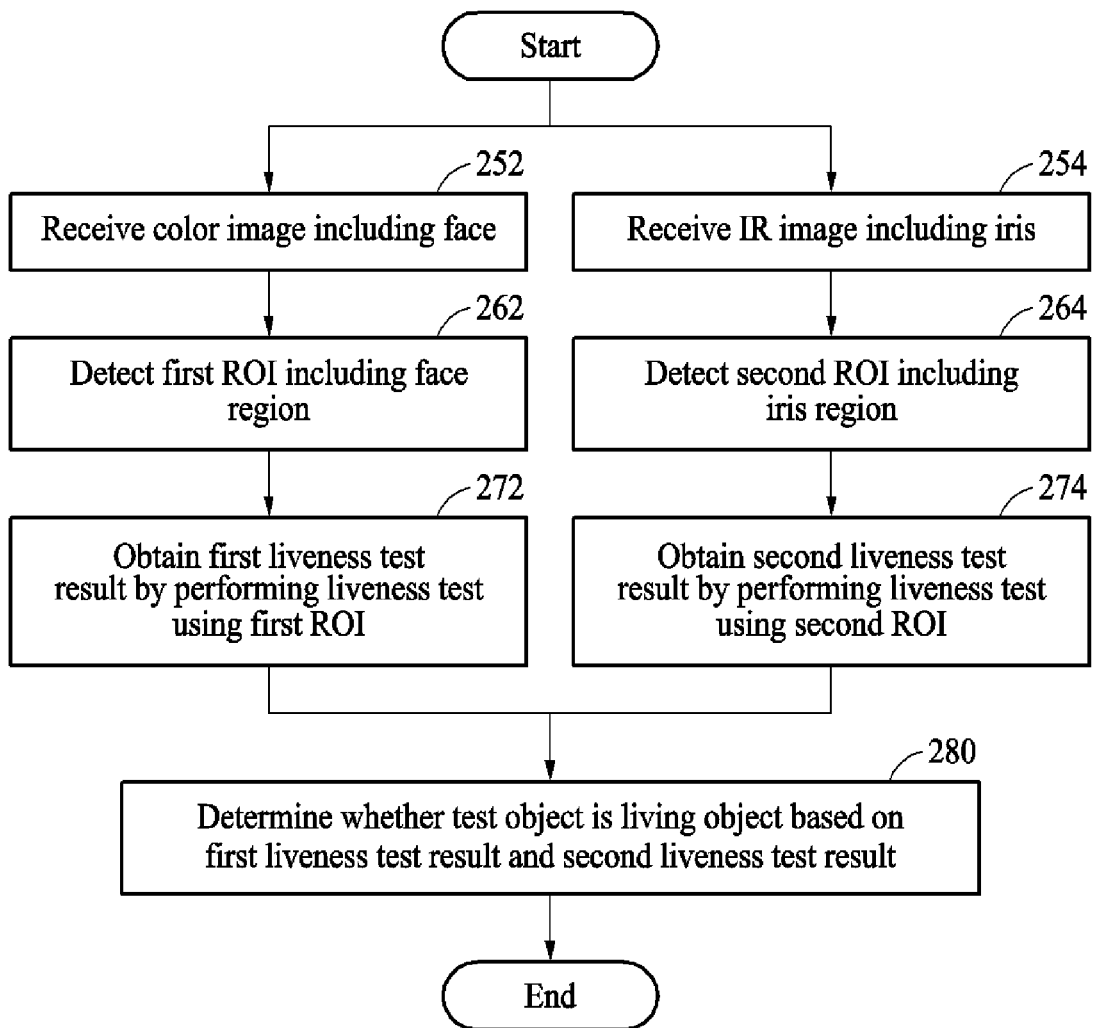 Start
252
Receive color image including face
254
Receive IR image including iris
262
Detect first ROI including face
region
264
Detect second ROI including
iris region
272
Obtain first liveness test
result by performing liveness test
using first ROI
274
Obtain second liveness test
result by performing liveness test
using second ROI
280
Determine whether test object is living object based on
first liveness test result and second liveness test result
End